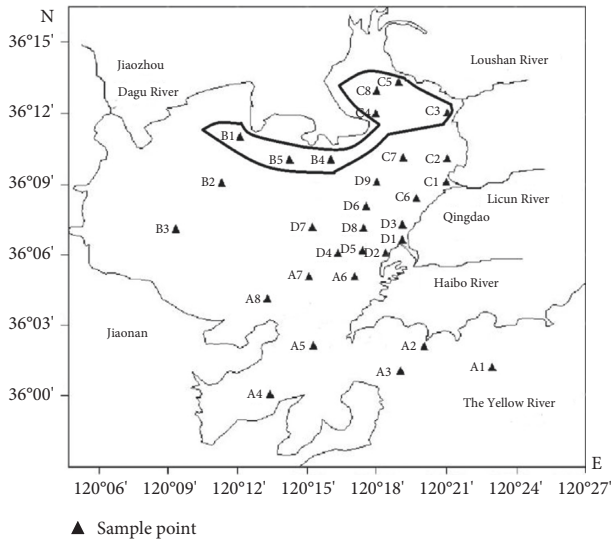 N
36°15'
Jiaozhou
Loushan River
C5
C8
Dagu River
36°12'
C4
C3
B1
B5
B4
C7
C2
36°09'
B2
D9
C1
C6
Licun River
D6
Qingdao
B3
D7
D8
D3
D1
36°06'
D4
D5
D2
A7
A6
Haibo River
A8
36°03'
Jiaonan
A5
A2
A3
A1
36°00'
A4
The Yellow River
E
120°06' 120°09' 120°12' 120°15' 120°18' 120°21' 120°24' 120°27'
Sample point